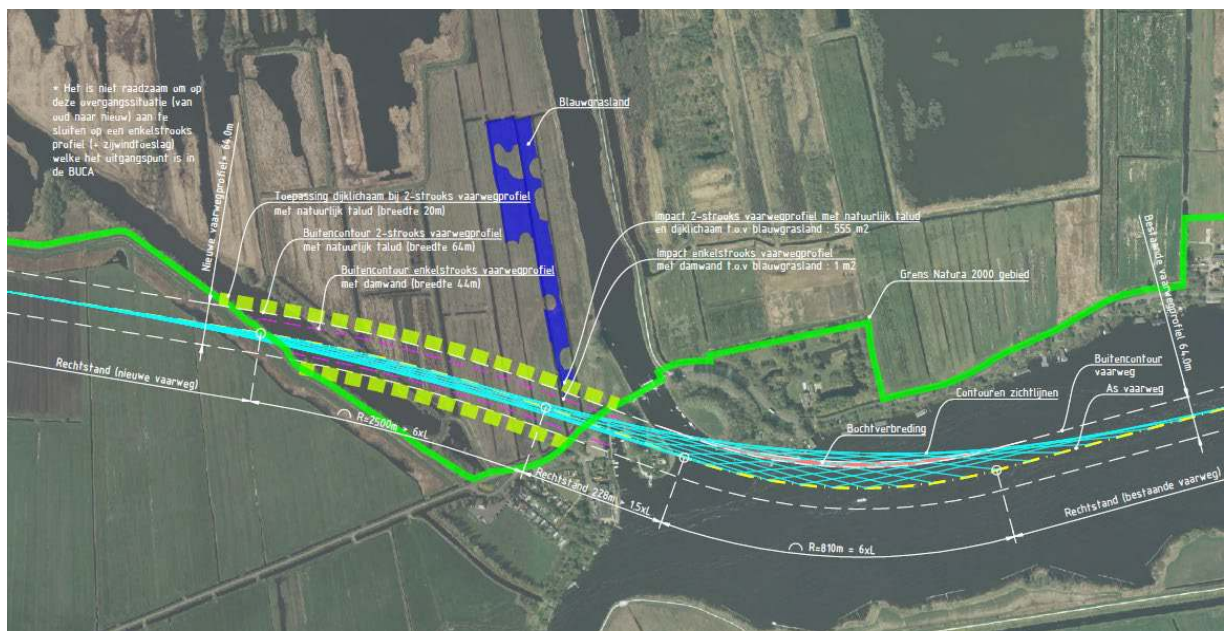 * Het is niet raadzaam om op
deze overgangssituatie (van
oud naar nieuw) aan te
sluiten op een enkelstrooks
profiel (+ zijwindtoeslag)
welke het uitgangspunt is in
de BUCA
Nieuwe vaarwegprofiel+ 64.0m
Blauwgrasland
Toepassing dijklichaam bij 2-strooks vaarwegprofiel
met natuurlijk talud (breedte 20m)
Buitencontour 2-strooks vaarwegprofiel
met natuurlijk talud (breedte 64m)
Buitencontour enkelstrooks vaarwegprofiel
met damwand (breedte 44m)
Impact 2-strooks vaarwegprofiel met natuurlijk talud
en dijklichaam t.o.v blauwgrasland : 555 m2
Impact enkelstrooks vaarwegprofiel
met damwand t.o.v blauwgrasland : 1 m2
Grens Natura 2000 gebied
Bestaande vaarwegprofiel 64.0m
Buitencontour
vaarweg
As vaarweg
Contouren zichtlijnen
Bochtverbreding
Rechtstand (nieuwe vaarweg)
R=2500m > 6xL
Rechtstand 228m > 1.5xL
R=810m = 6xL
Rechtstand (bestaande vaarweg)